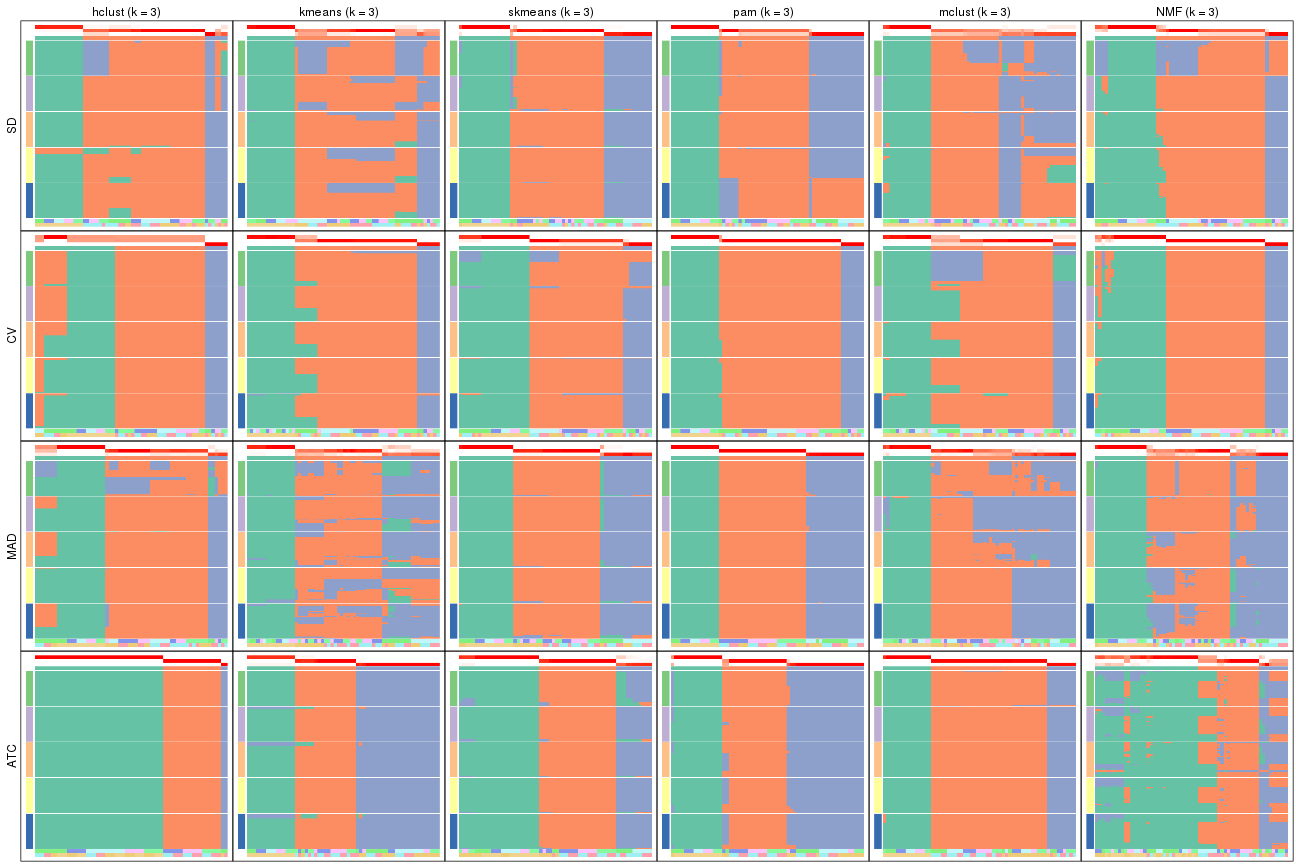 hclust (k = 3)
kmeans (k = 3)
skmeans (k = 3)
pam (k = 3)
mclust (k = 3)
NMF (k = 3)
SD
CV
MAD
ATC